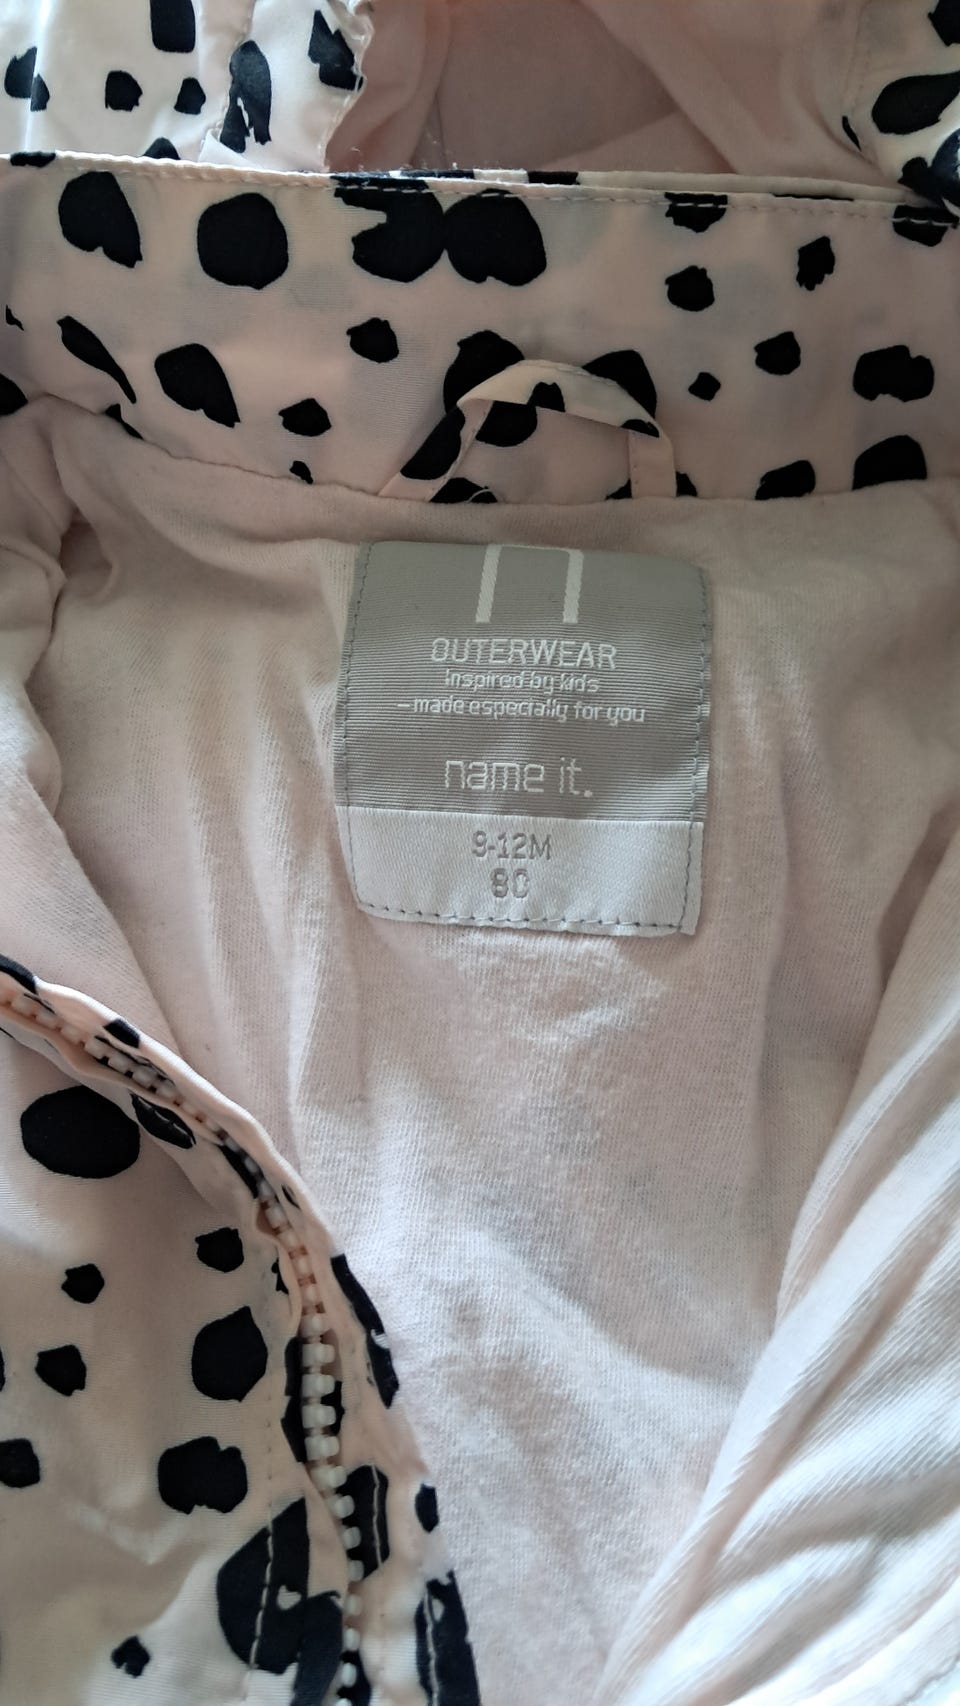 OUTERWEAR
Inspired by kids
–made especially for you
name it.
9-12M
80